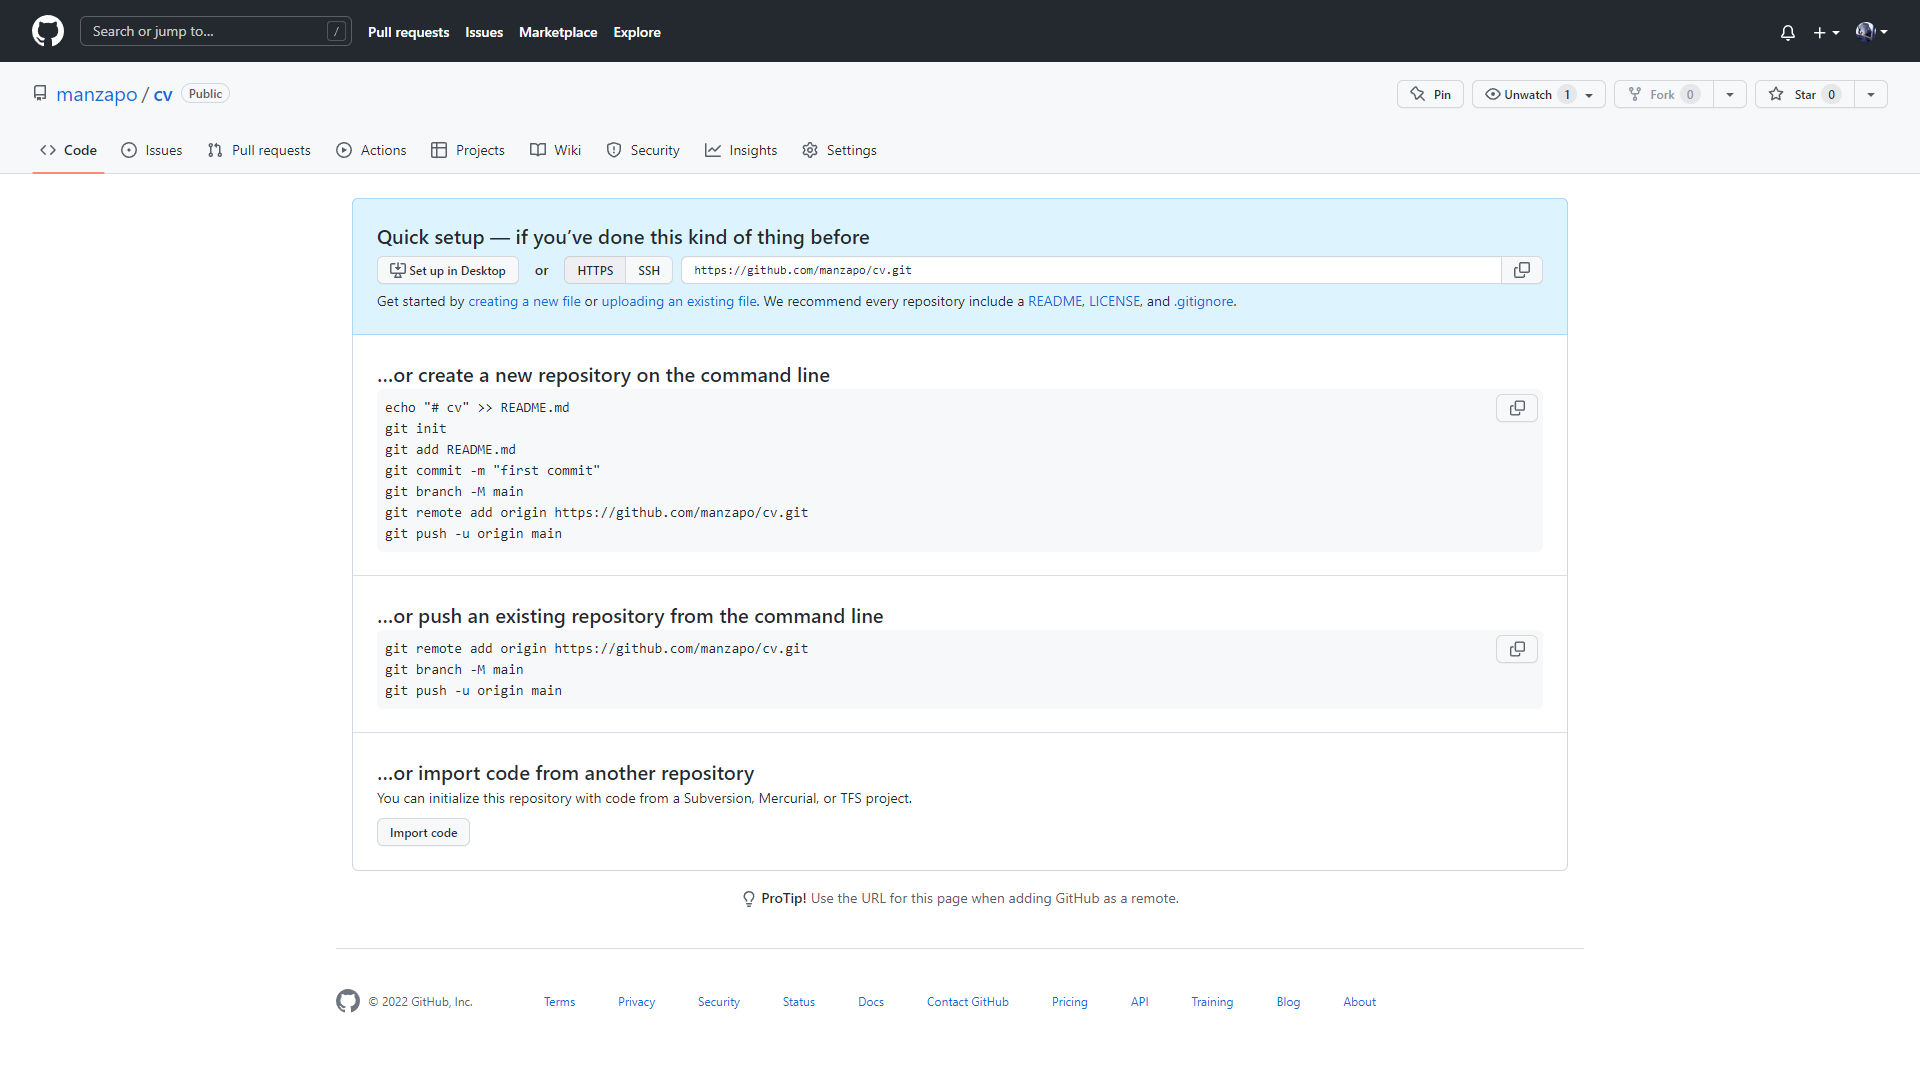 Search or jump to...
/
Pull requests
Issues
Marketplace
Explore
manzapo / cv
Public
Pin
Unwatch 1
Fork 0
Star 0
Code
Issues
Pull requests
Actions
Projects
Wiki
Security
Insights
Settings
Quick setup — if you’ve done this kind of thing before
Set up in Desktop
or
HTTPS
SSH
https://github.com/manzapo/cv.git
Get started by creating a new file or uploading an existing file. We recommend every repository include a README, LICENSE, and .gitignore.
…or create a new repository on the command line
echo "# cv" >> README.md
git init
git add README.md
git commit -m "first commit"
git branch -M main
git remote add origin https://github.com/manzapo/cv.git
git push -u origin main
…or push an existing repository from the command line
git remote add origin https://github.com/manzapo/cv.git
git branch -M main
git push -u origin main
…or import code from another repository
You can initialize this repository with code from a Subversion, Mercurial, or TFS project.
Import code
ProTip! Use the URL for this page when adding GitHub as a remote.
© 2022 GitHub, Inc.
Terms
Privacy
Security
Status
Docs
Contact GitHub
Pricing
API
Training
Blog
About